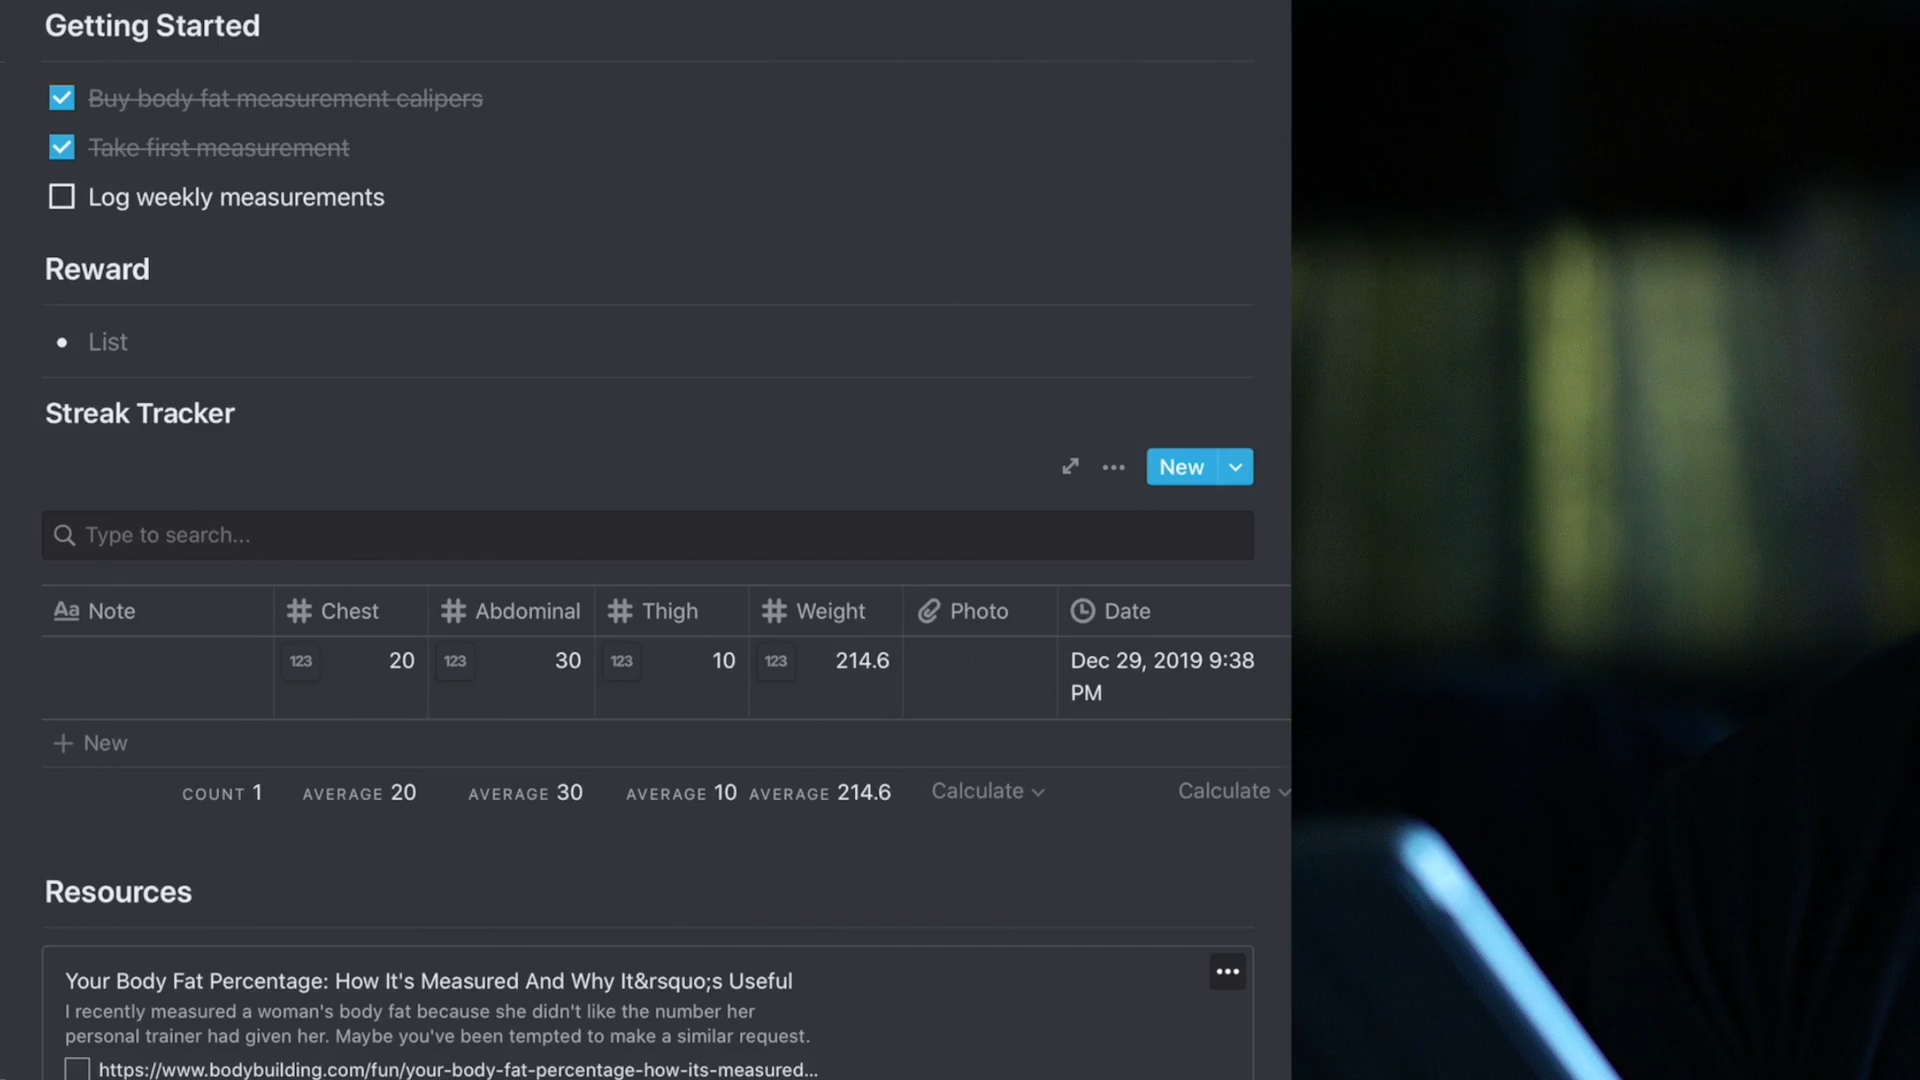 Getting Started
Buy body fat measurement calipers
Take first measurement
Log weekly measurements
Reward
List
Streak Tracker
New
Type to search...
Aa Note Chest Abdominal Thigh Weight Photo Date
123 20 123 30 123 10 123 214.6 Dec 29, 2019 9:38
PM
New
COUNT 1 AVERAGE 20 AVERAGE 30 AVERAGE 10 AVERAGE 214.6 Calculate Calculate
Resources
Your Body Fat Percentage: How It's Measured And Why It&rsquo;s Useful
I recently measured a woman's body fat because she didn't like the number her
personal trainer had given her. Maybe you've been tempted to make a similar request.
https://www.bodybuilding.com/fun/your-body-fat-percentage-how-its-measured...